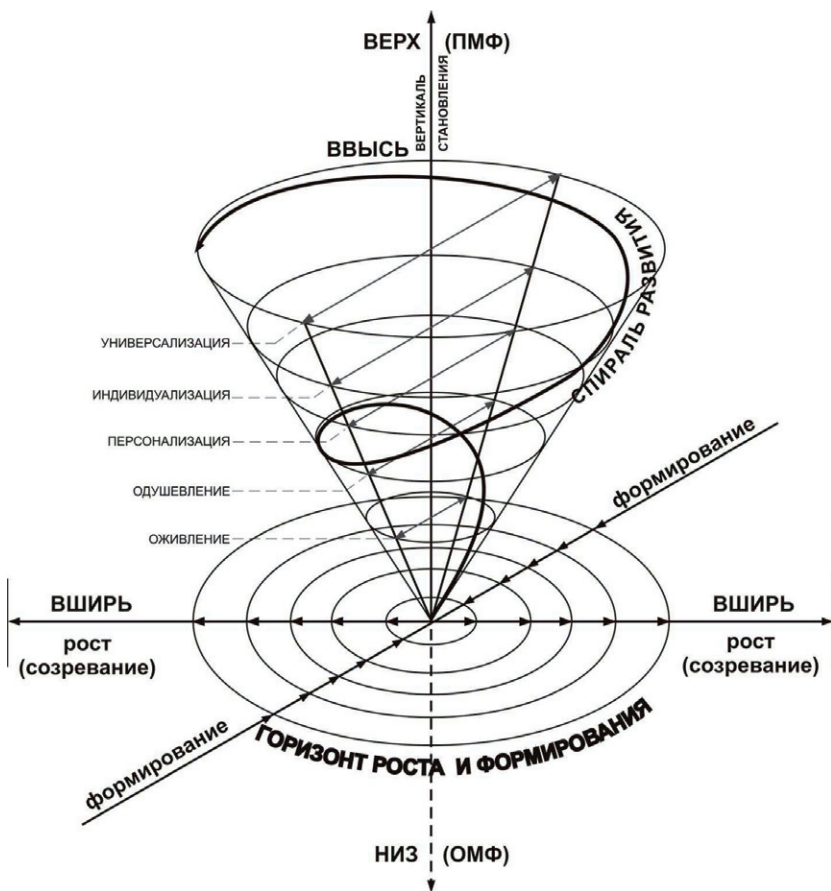 ВЕРХ (ПМФ)
ВЕРТИКАЛЬ
СТАНОВЛЕНИЯ
ВВЫСЬ
СПИРАЛЬ РАЗВИТИЯ
УНИВЕРСАЛИЗАЦИЯ
ИНДИВИДУАЛИЗАЦИЯ
ПЕРСОНАЛИЗАЦИЯ
ОДУШЕВЛЕНИЕ
ОЖИВЛЕНИЕ
формирование
ВШИРЬ
рост
(созревание)
ВШИРЬ
рост
(созревание)
формирование
ГОРИЗОНТ РОСТА И ФОРМИРОВАНИЯ
НИЗ (ОМФ)